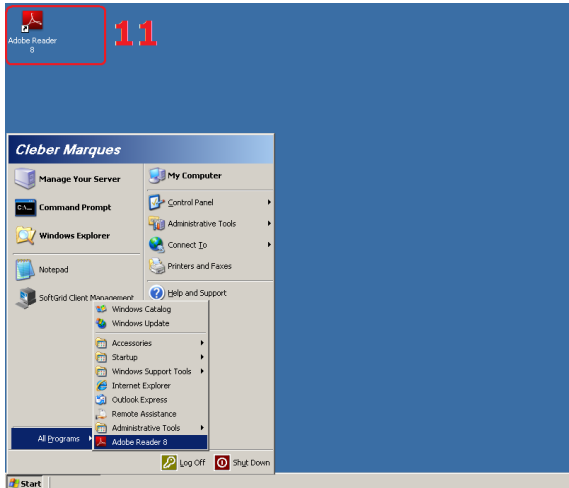 Adobe Reader
8
11
Cleber Marques
Manage Your Server
Command Prompt
Windows Explorer
Notepad
SoftGrid Client Management
My Computer
Control Panel
Administrative Tools
Connect To
Printers and Faxes
Help and Support
Windows Catalog
Windows Update
Accessories
Startup
Windows Support Tools
Internet Explorer
Outlook Express
Remote Assistance
Administrative Tools
Adobe Reader 8
All Programs
Log Off
Shut Down
Start